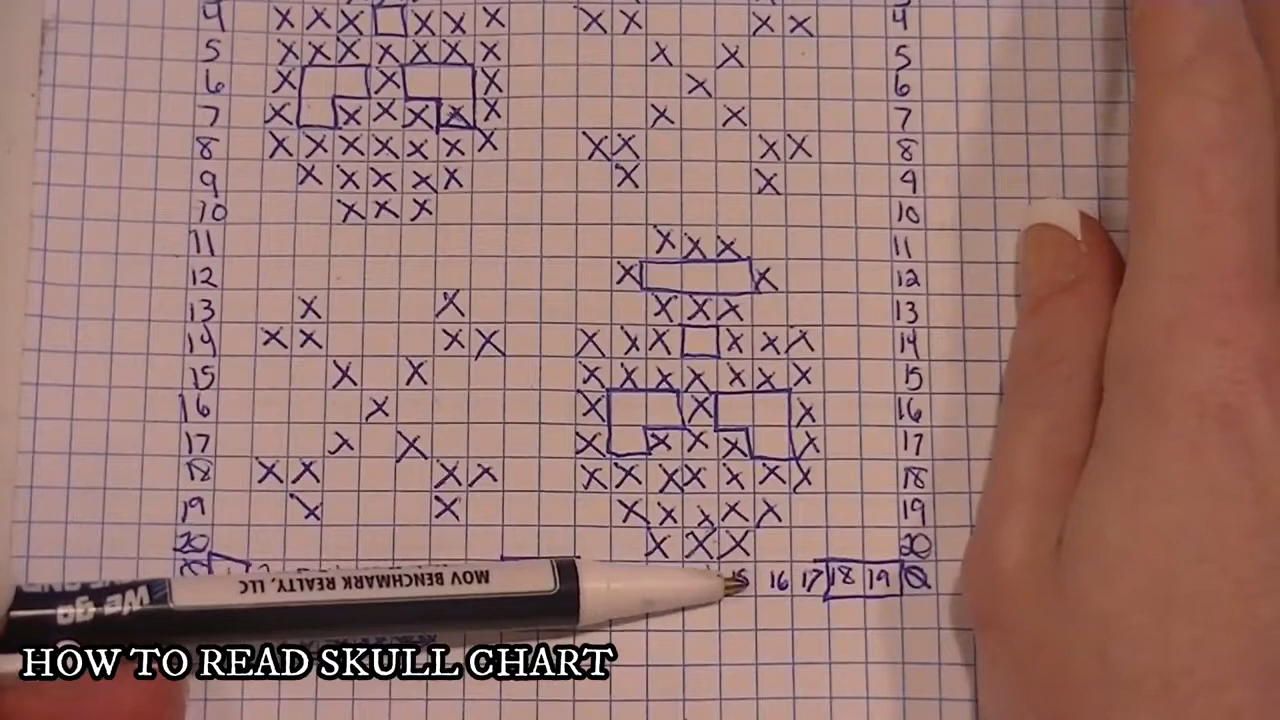 4 X X X X X X X X X X 4
5 X X X X X X X X X 5
6 X X X X 6
7 X X X X X X X X 7
8 X X X X X X X X X X X 8
9 X X X X X X X 9
10 X X X 10
11 X X X 11
12 X X 12
13 X X X X X 13
14 X X X X X X X X X X 14
15 X X X X X X X X X 15
16 X X X X 16
17 X X X X X X X 17
18 X X X X X X X X X X X 18
19 X X X X X X X 19
20 X X X 20
15 16 17 18 19
MOV BENCHMARK REALTY, LLC
We go
HOW TO READ SKULL CHART